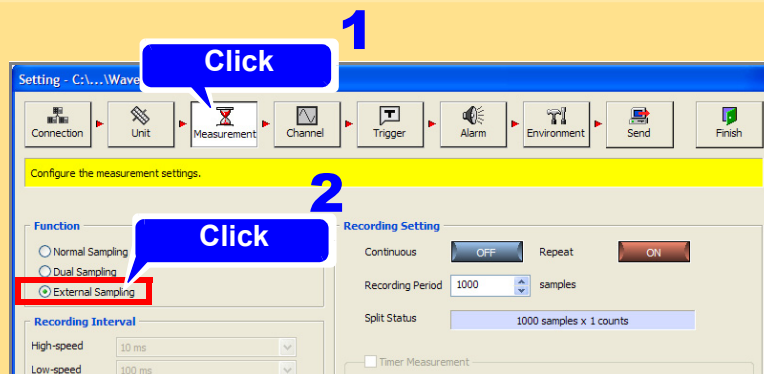 1
Click
Setting - C:\...\Wave
Connection
Unit
Measurement
Channel
Trigger
Alarm
Environment
Send
Finish
Configure the measurement settings.
2
Click
Function
Normal Sampling
Dual Sampling
External Sampling
Recording Interval
High-speed 10 ms
Low-speed 100 ms
Recording Setting
Continuous OFF Repeat ON
Recording Period 1000 samples
Split Status 1000 samples x 1 counts
Timer Measurement